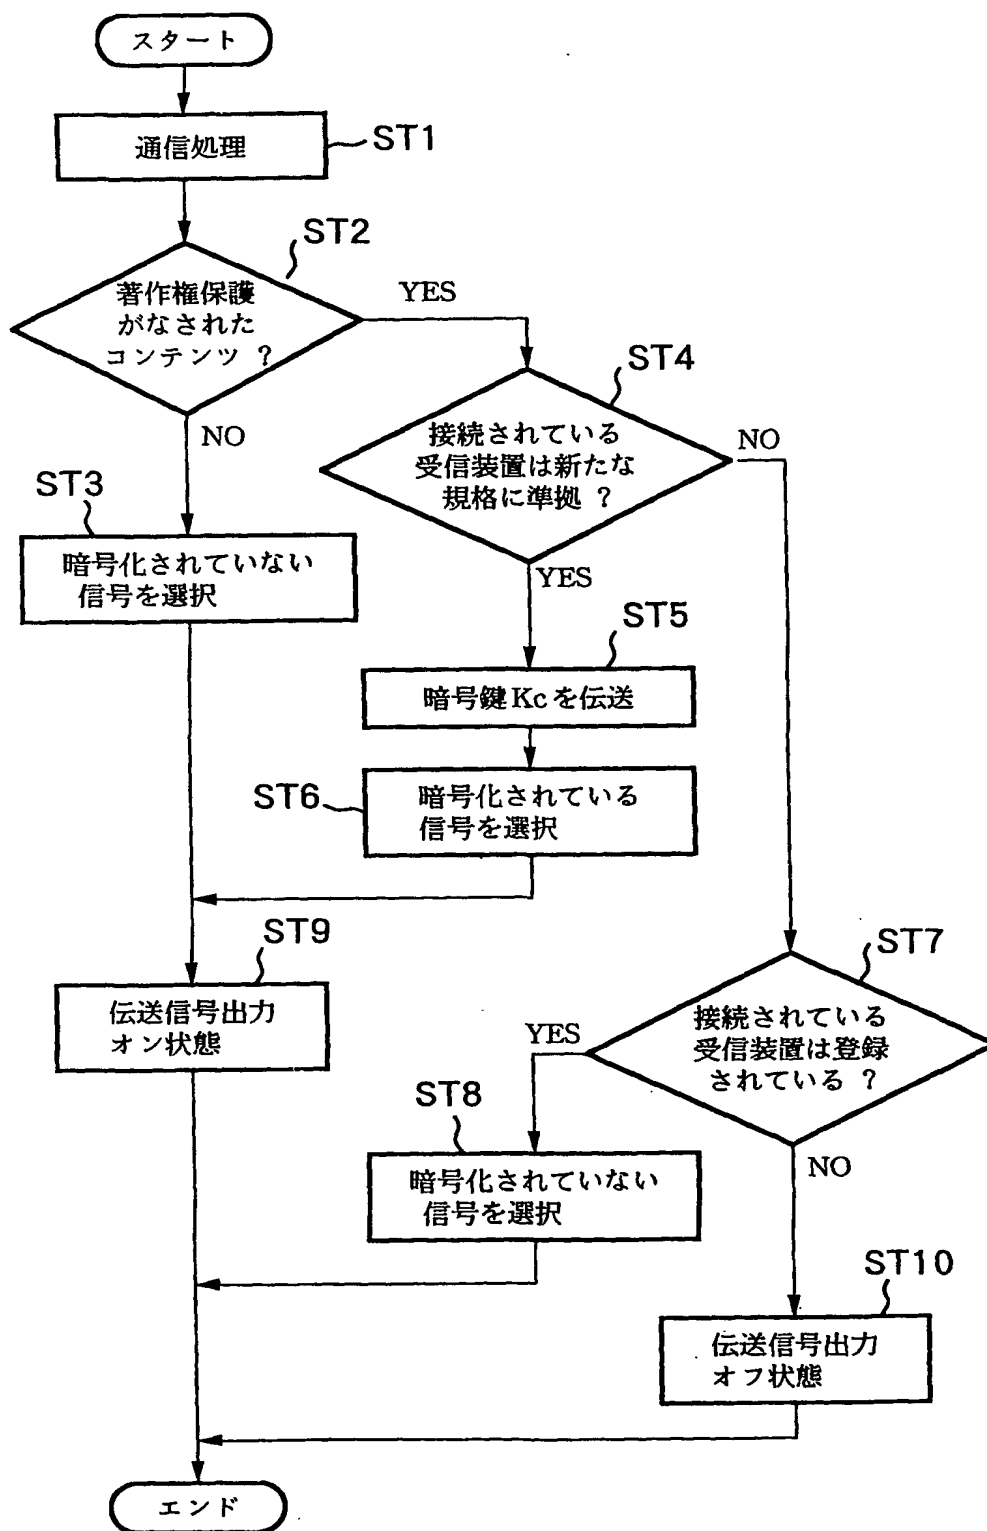 スタート
通信処理
ST1
ST2
著作権保護
がなされた
コンテンツ ?
YES
NO
ST3
暗号化されていない
信号を選択
ST4
接続されている
受信装置は新たな
規格に準拠 ?
NO
YES
ST5
暗号鍵Kcを伝送
ST6
暗号化されている
信号を選択
ST9
伝送信号出力
オン状態
ST7
接続されている
受信装置は登録
されている ?
YES
NO
ST8
暗号化されていない
信号を選択
ST10
伝送信号出力
オフ状態
エンド